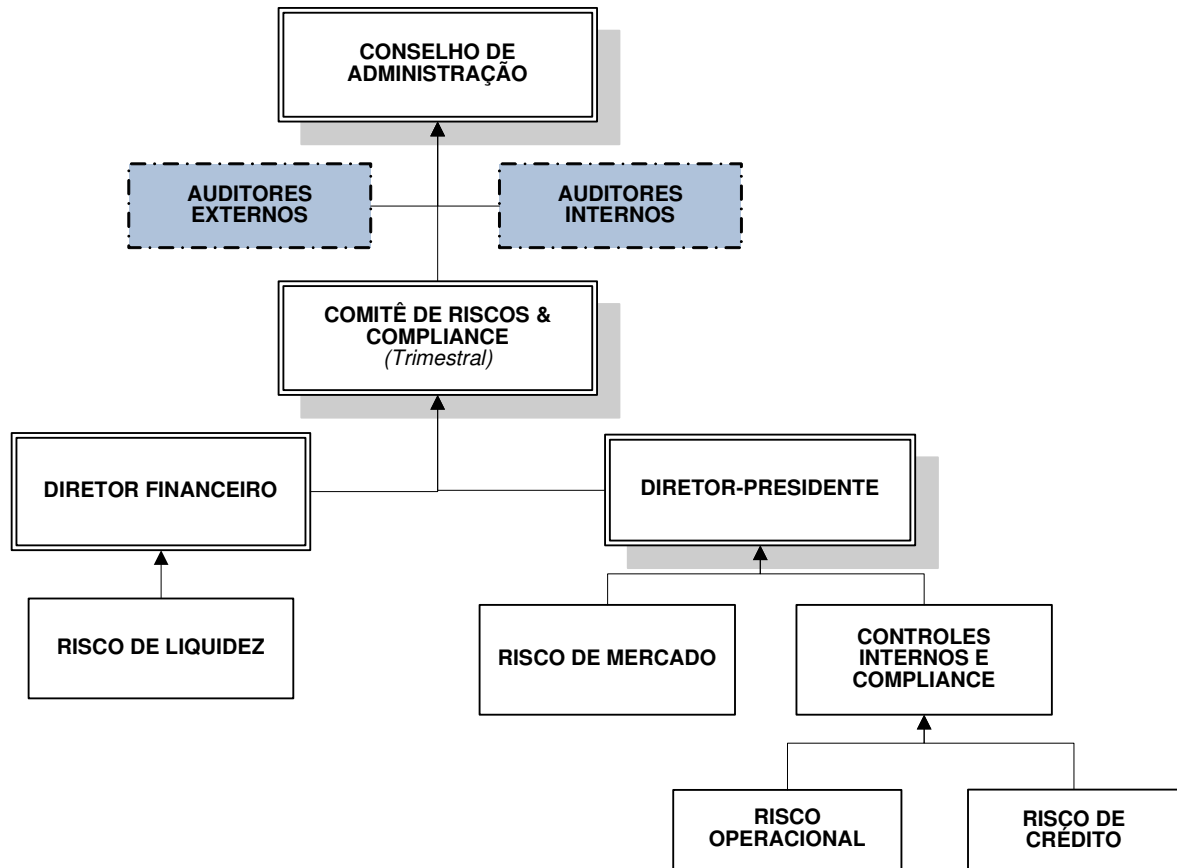 CONSELHO DE
ADMINISTRAÇÃO
AUDITORES
EXTERNOS
AUDITORES
INTERNOS
COMITÊ DE RISCOS &
COMPLIANCE
(Trimestral)
DIRETOR FINANCEIRO
DIRETOR-PRESIDENTE
RISCO DE LIQUIDEZ
RISCO DE MERCADO
CONTROLES
INTERNOS E
COMPLIANCE
RISCO
OPERACIONAL
RISCO DE
CRÉDITO